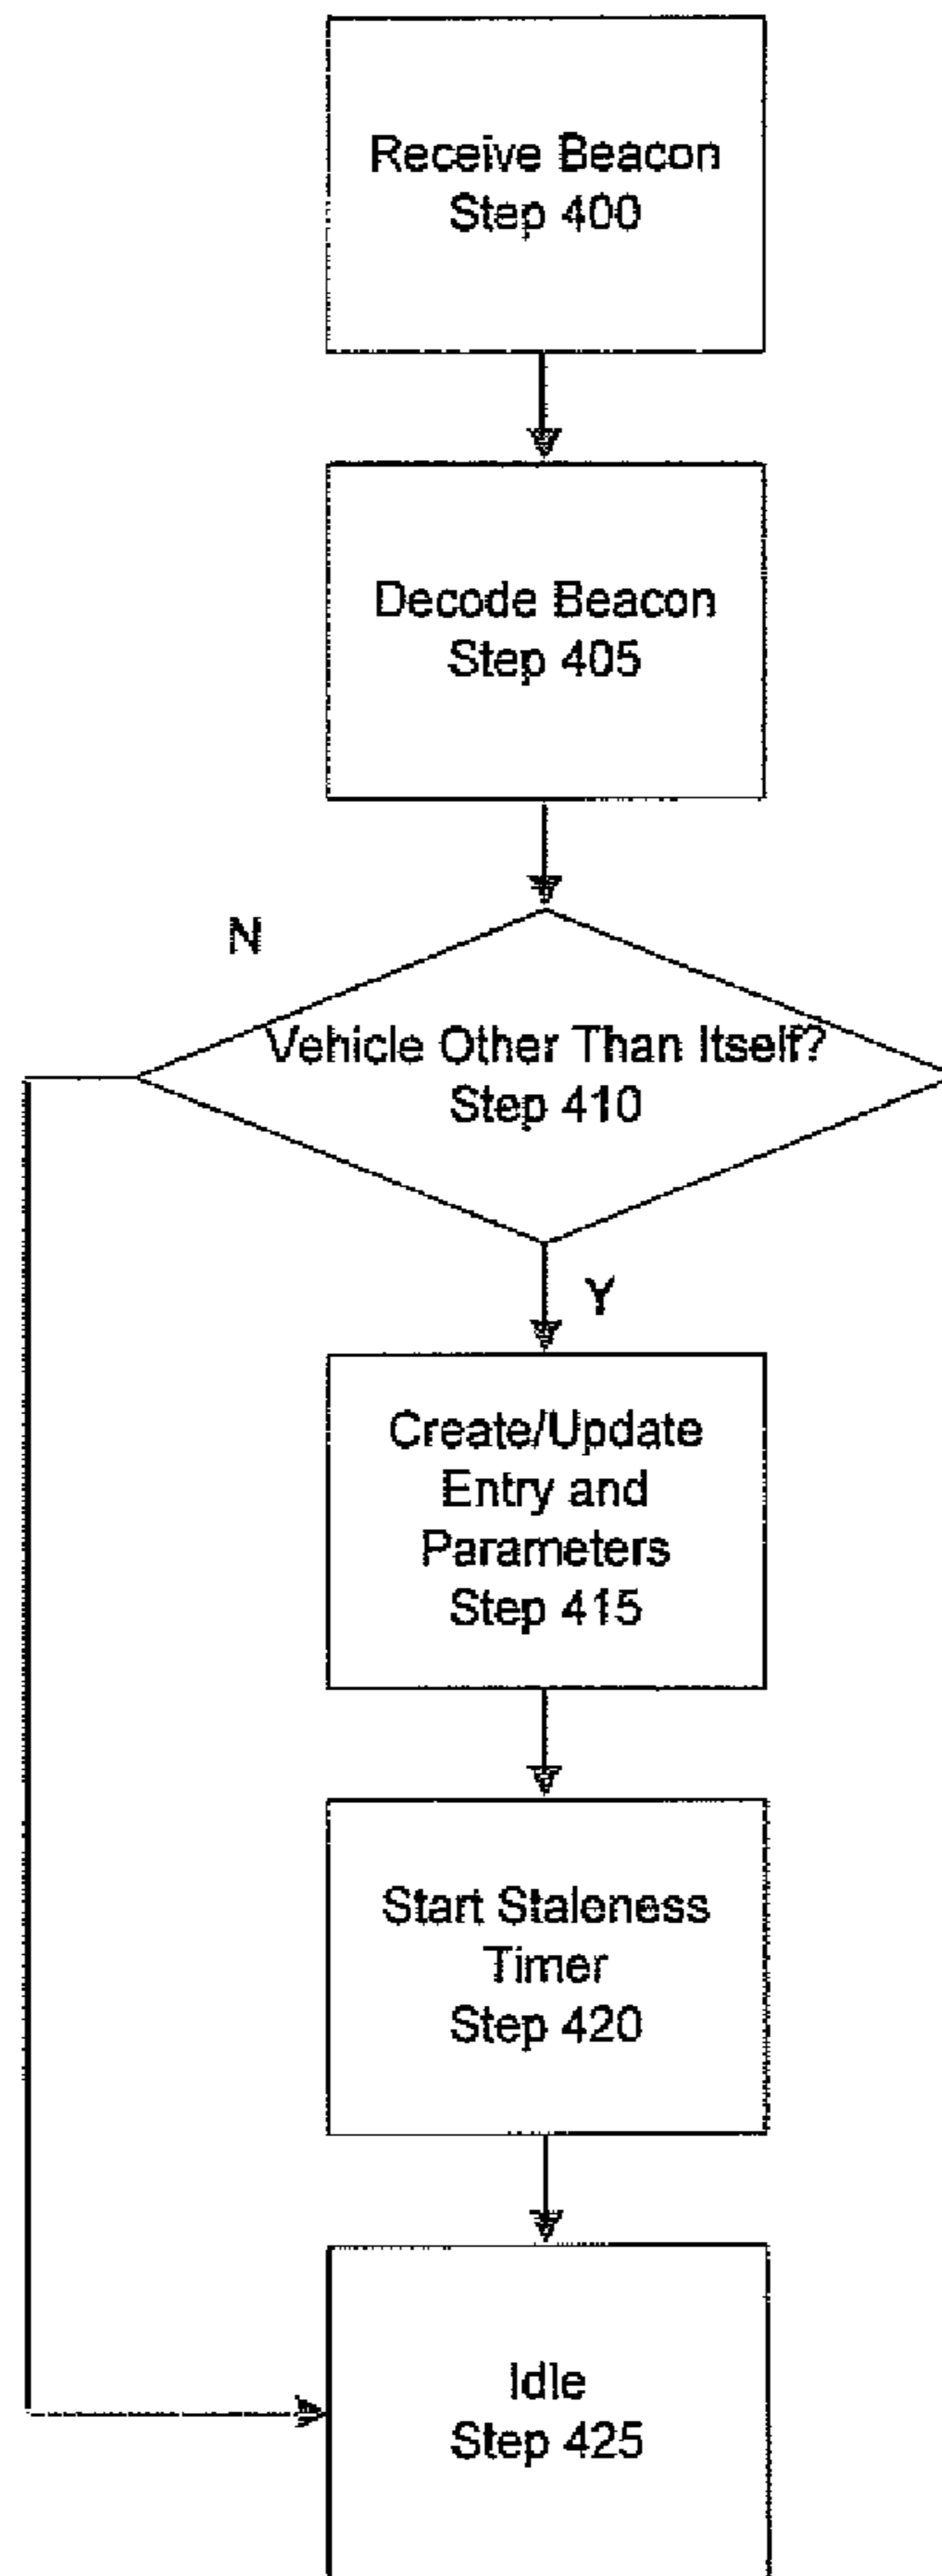 Receive Beacon
Step 400
Decode Beacon
Step 405
N
Vehicle Other Than Itself?
Step 410
Y
Create/Update
Entry and
Parameters
Step 415
Start Staleness
Timer
Step 420
Idle
Step 425